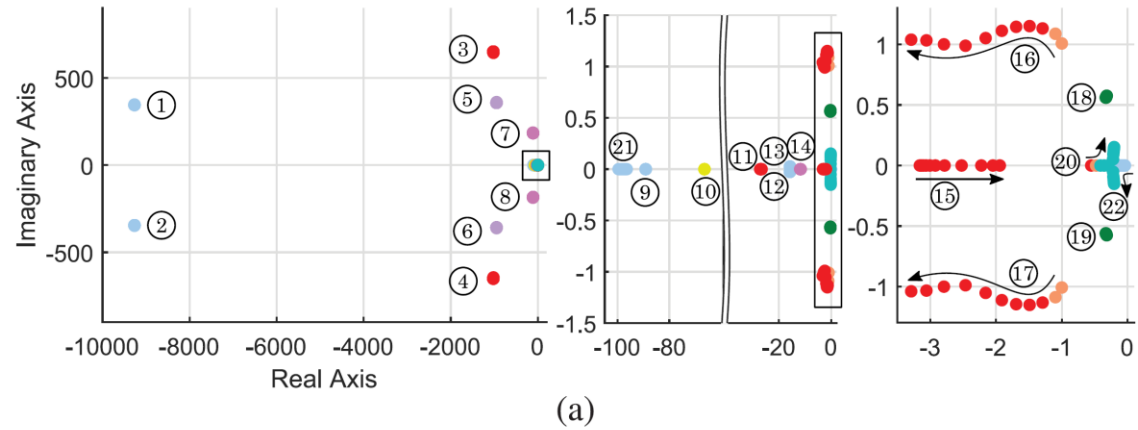 Imaginary Axis
500
0
-500
① ② ③ ④ ⑤ ⑥ ⑦ ⑧
-10000 -8000 -6000 -4000 -2000 0
Real Axis
1.5
1
0.5
0
-0.5
-1
-1.5
㉑ ⑨ ⑩ ⑪ ⑬ ⑭ ⑫
-100 -80 -20 0
1
0.5
0
-0.5
-1
⑯ ⑱ ⑳ ⑮ ㉒ ⑲ ⑰
-3 -2 -1 0
(a)